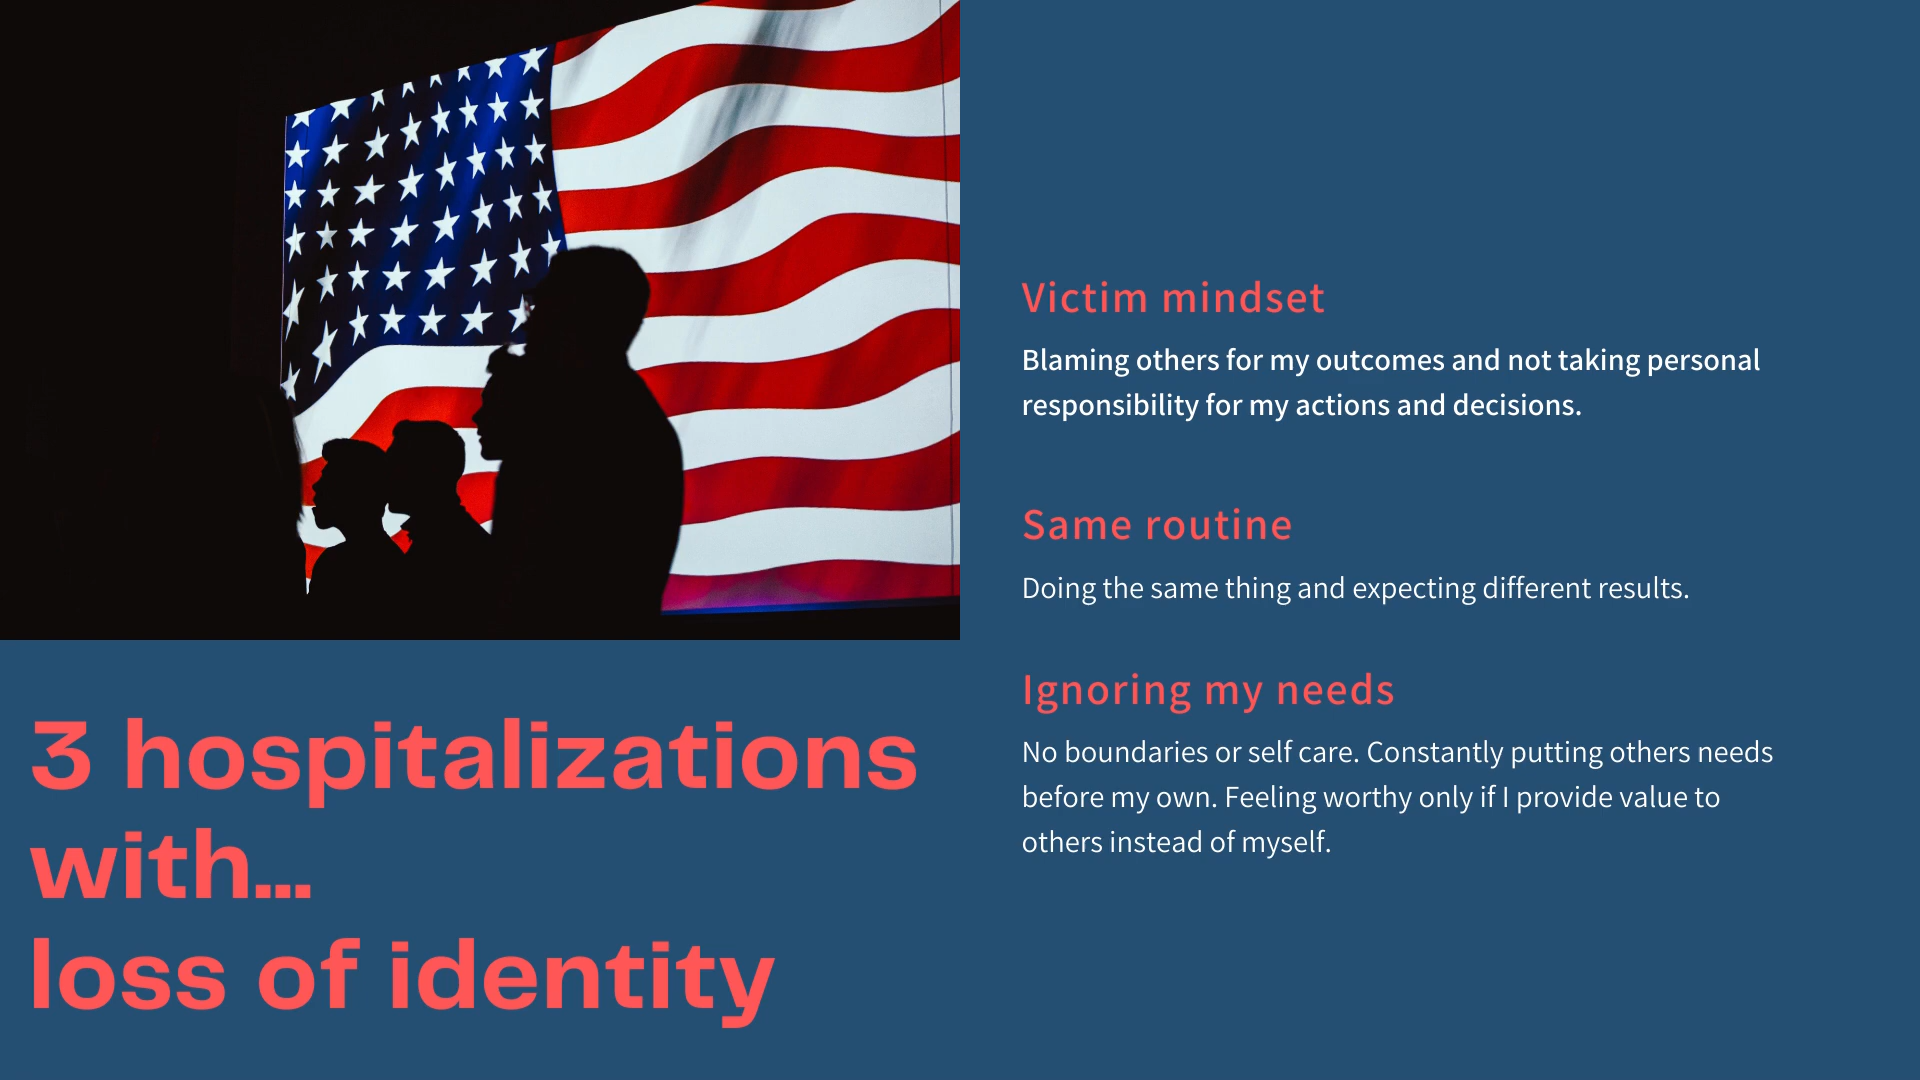 3 hospitalizations
with...
loss of identity
Victim mindset
Blaming others for my outcomes and not taking personal
responsibility for my actions and decisions.
Same routine
Doing the same thing and expecting different results.
Ignoring my needs
No boundaries or self care. Constantly putting others needs
before my own. Feeling worthy only if I provide value to
others instead of myself.